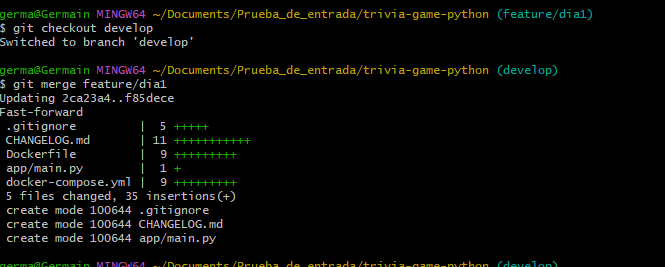 germa@Germain MINGW64 ~/Documents/Prueba_de_entrada/trivia-game-python (feature/dia1)
$ git checkout develop
Switched to branch 'develop'
germa@Germain MINGW64 ~/Documents/Prueba_de_entrada/trivia-game-python (develop)
$ git merge feature/dia1
Updating 2ca23a4..f85dece
Fast-forward
 .gitignore         |  5 +++++
 CHANGELOG.md       | 11 +++++++++++
 Dockerfile         |  9 +++++++++
 app/main.py        |  1 +
 docker-compose.yml |  9 +++++++++
 5 files changed, 35 insertions(+)
 create mode 100644 .gitignore
 create mode 100644 CHANGELOG.md
 create mode 100644 app/main.py
germa@Germain MINGW64 ~/Documents/Prueba_de_entrada/trivia-game-python (develop)